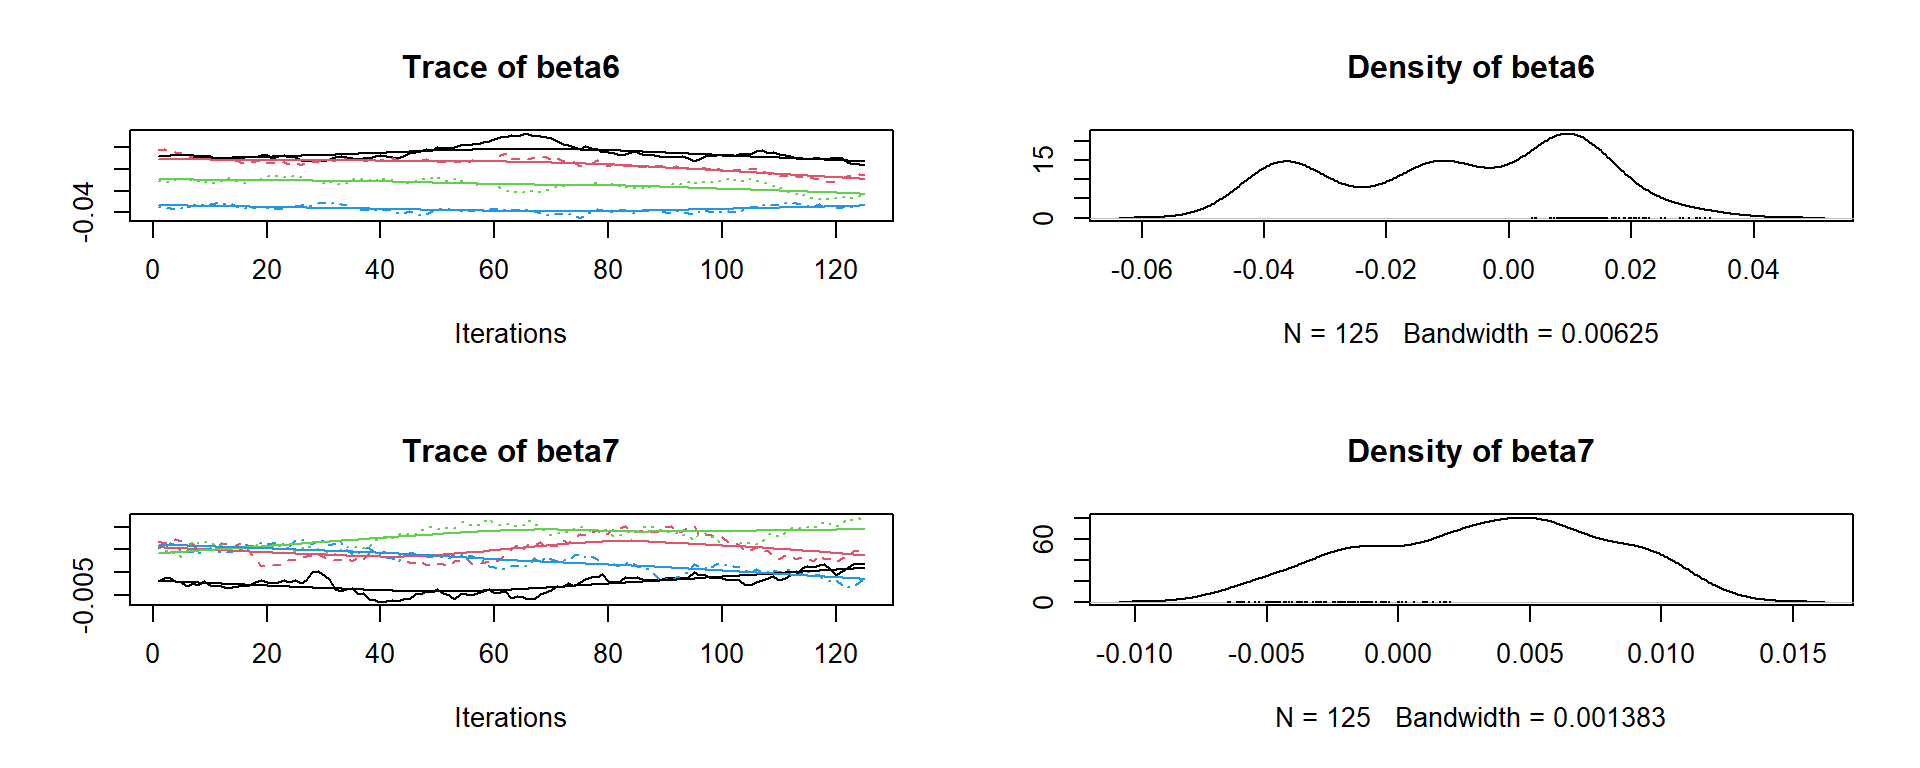 Trace of beta6
-0.04
0 20 40 60 80 100 120
Iterations
Density of beta6
0 15
-0.06 -0.04 -0.02 0.00 0.02 0.04
N = 125 Bandwidth = 0.00625
Trace of beta7
-0.005
0 20 40 60 80 100 120
Iterations
Density of beta7
0 60
-0.010 -0.005 0.000 0.005 0.010 0.015
N = 125 Bandwidth = 0.001383